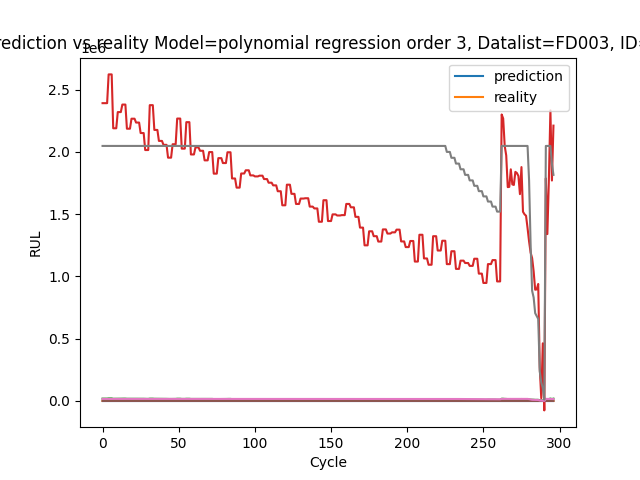 rediction vs reality Model=polynomial regression order 3, Datalist=FD003, ID=
1e6
prediction
reality
2.5
2.0
1.5
1.0
0.5
0.0
RUL
0 50 100 150 200 250 300
Cycle